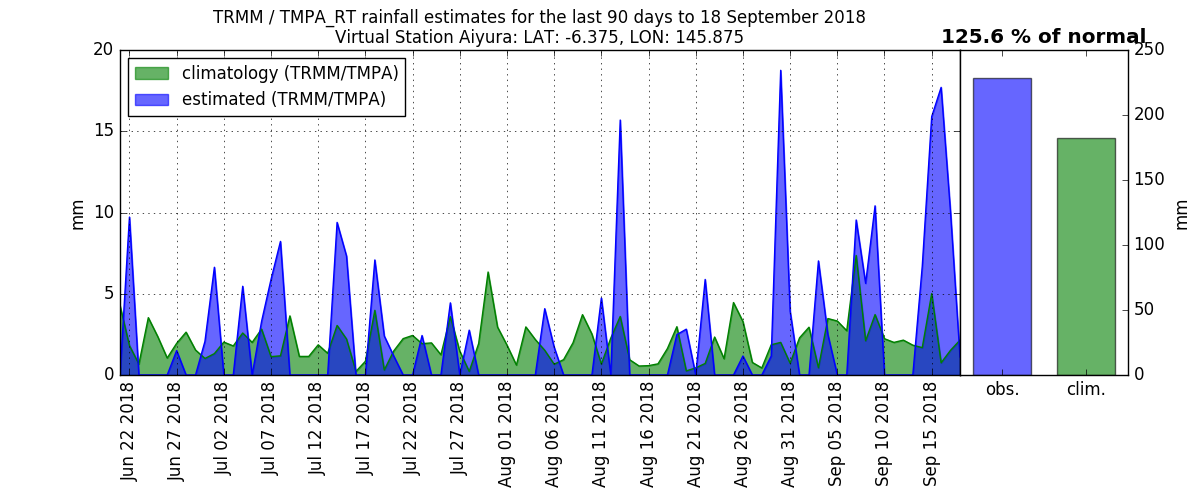 TRMM / TMPA_RT rainfall estimates for the last 90 days to 18 September 2018
Virtual Station Aiyura: LAT: -6.375, LON: 145.875
125.6 % of normal
climatology (TRMM/TMPA)
estimated (TRMM/TMPA)
20
15
10
5
0
mm
250
200
150
100
50
0
mm
Jun 22 2018
Jun 27 2018
Jul 02 2018
Jul 07 2018
Jul 12 2018
Jul 17 2018
Jul 22 2018
Jul 27 2018
Aug 01 2018
Aug 06 2018
Aug 11 2018
Aug 16 2018
Aug 21 2018
Aug 26 2018
Aug 31 2018
Sep 05 2018
Sep 10 2018
Sep 15 2018
obs.
clim.